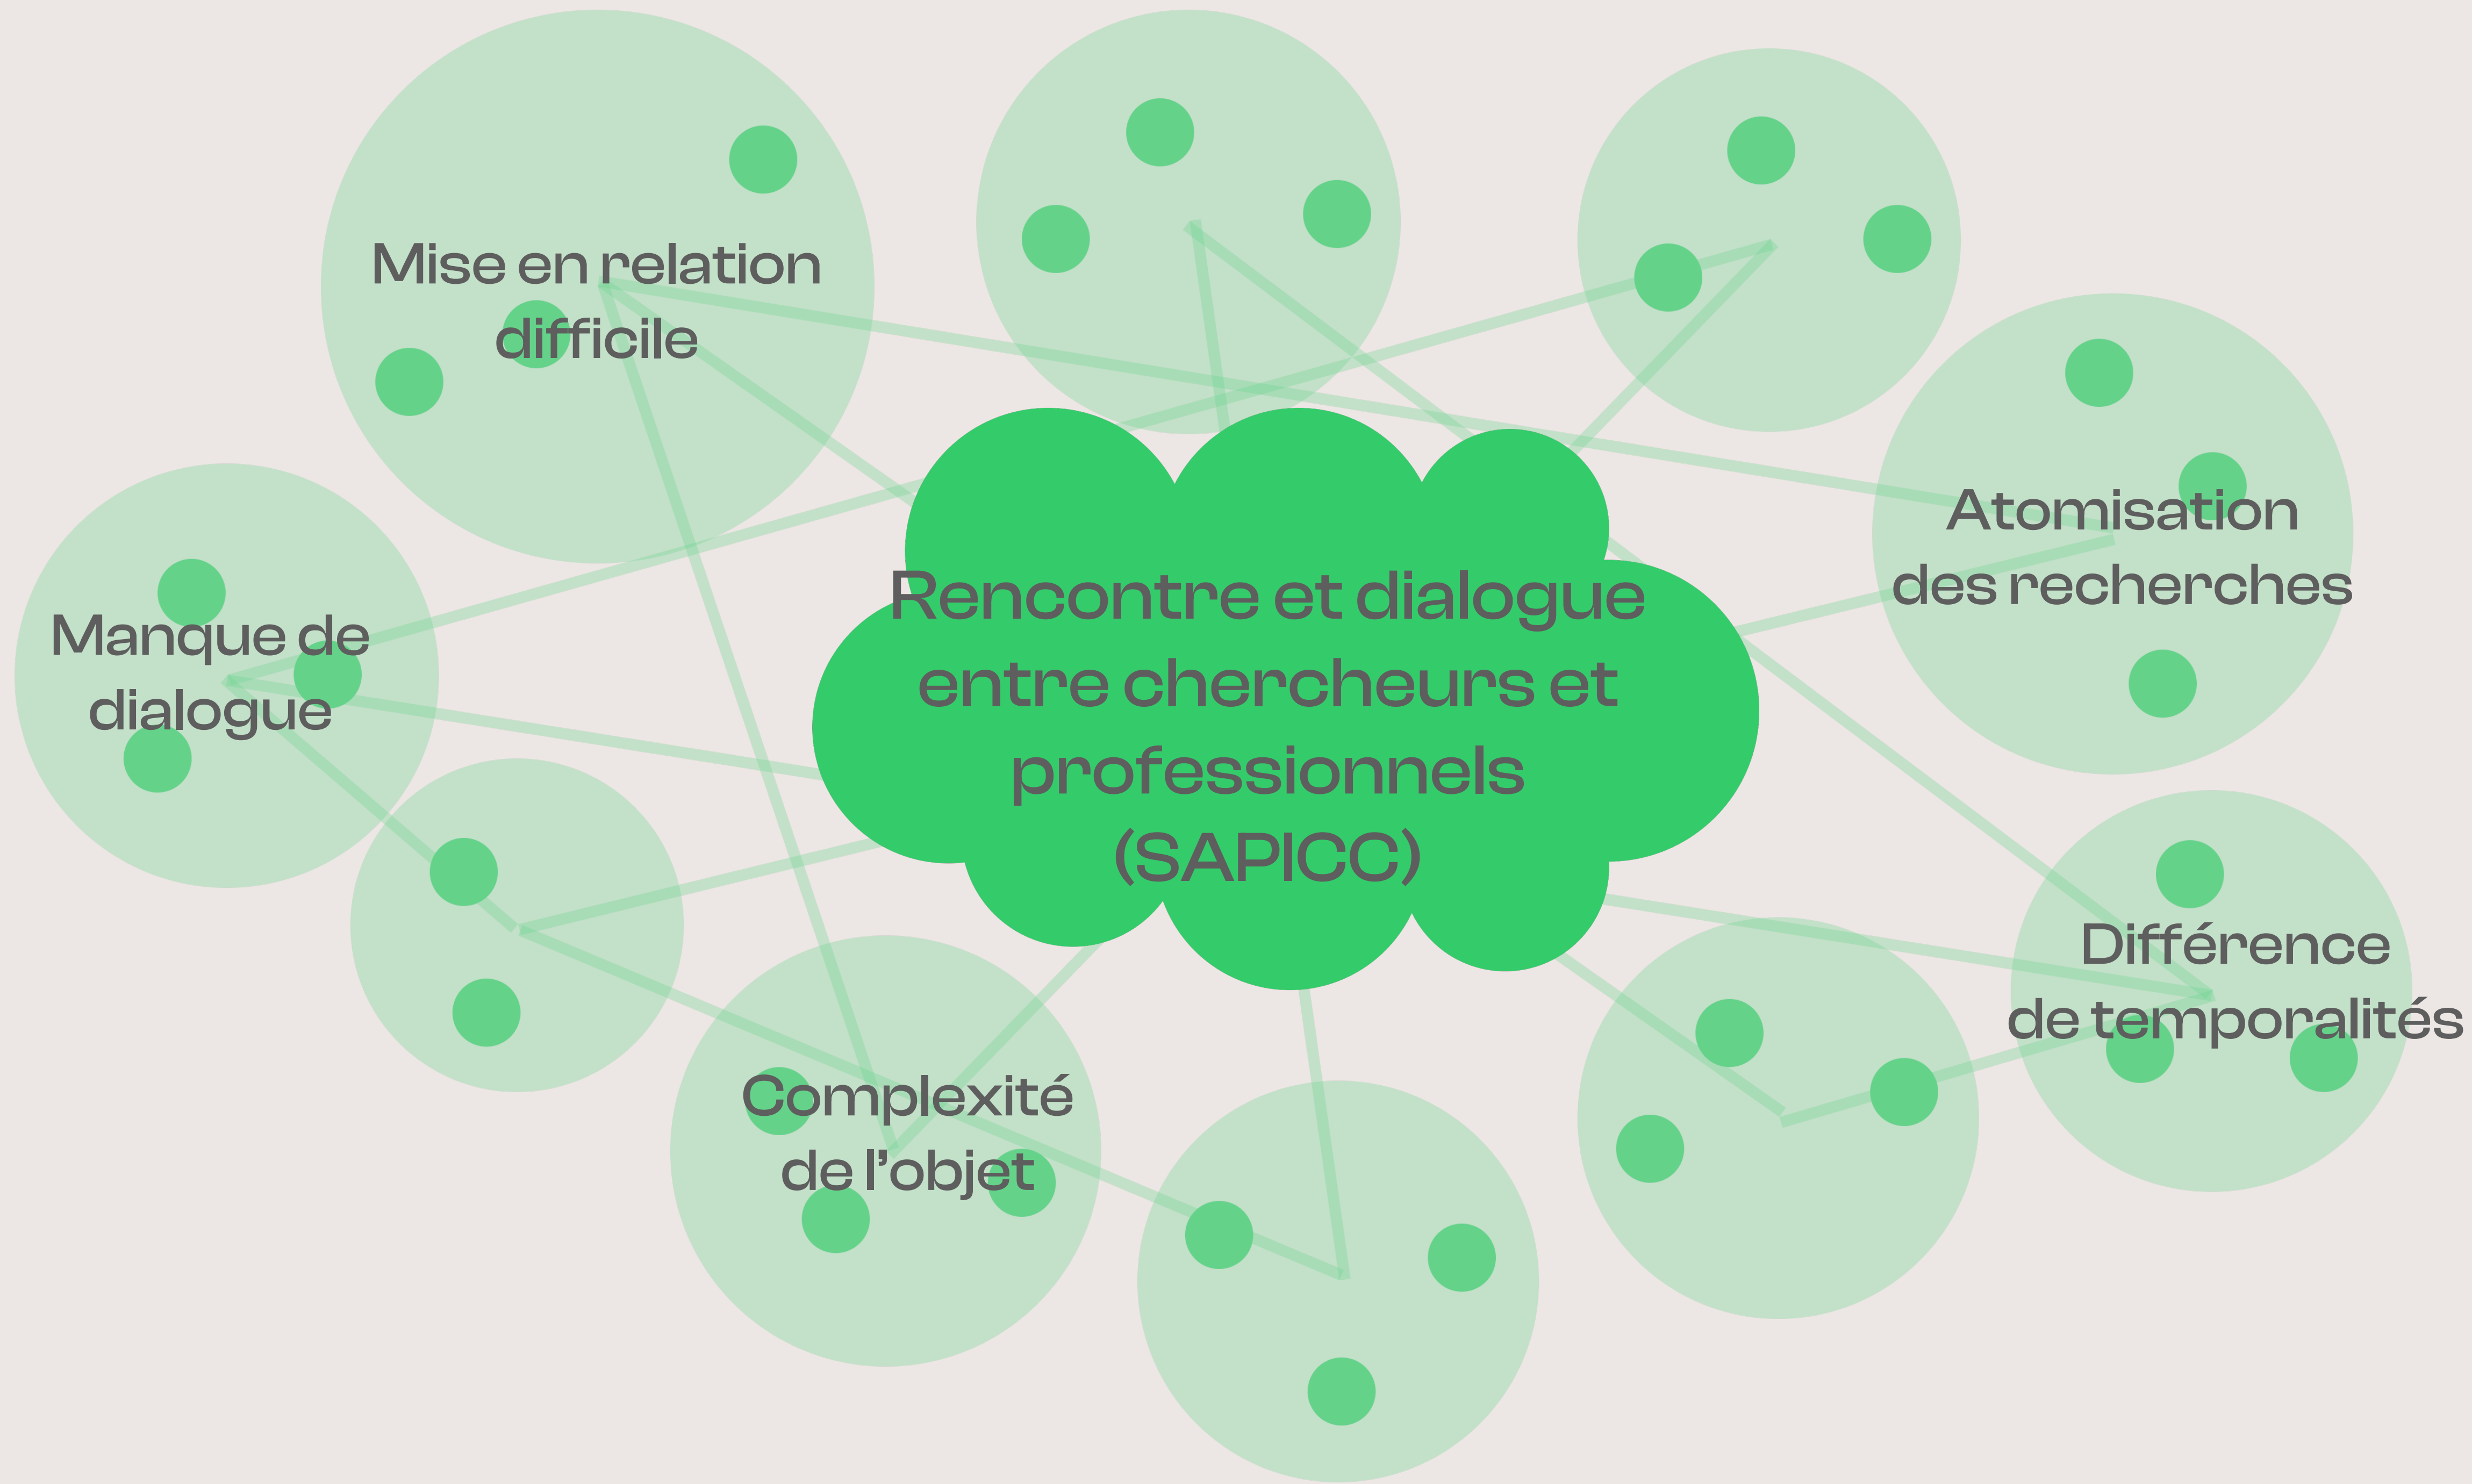 Mise en relation
difficile
Atomisation
des recherches
Manque de
dialogue
Rencontre et dialogue
entre chercheurs et
professionnels
(SAPICC)
Différence
de temporalités
Complexité
de l'objet